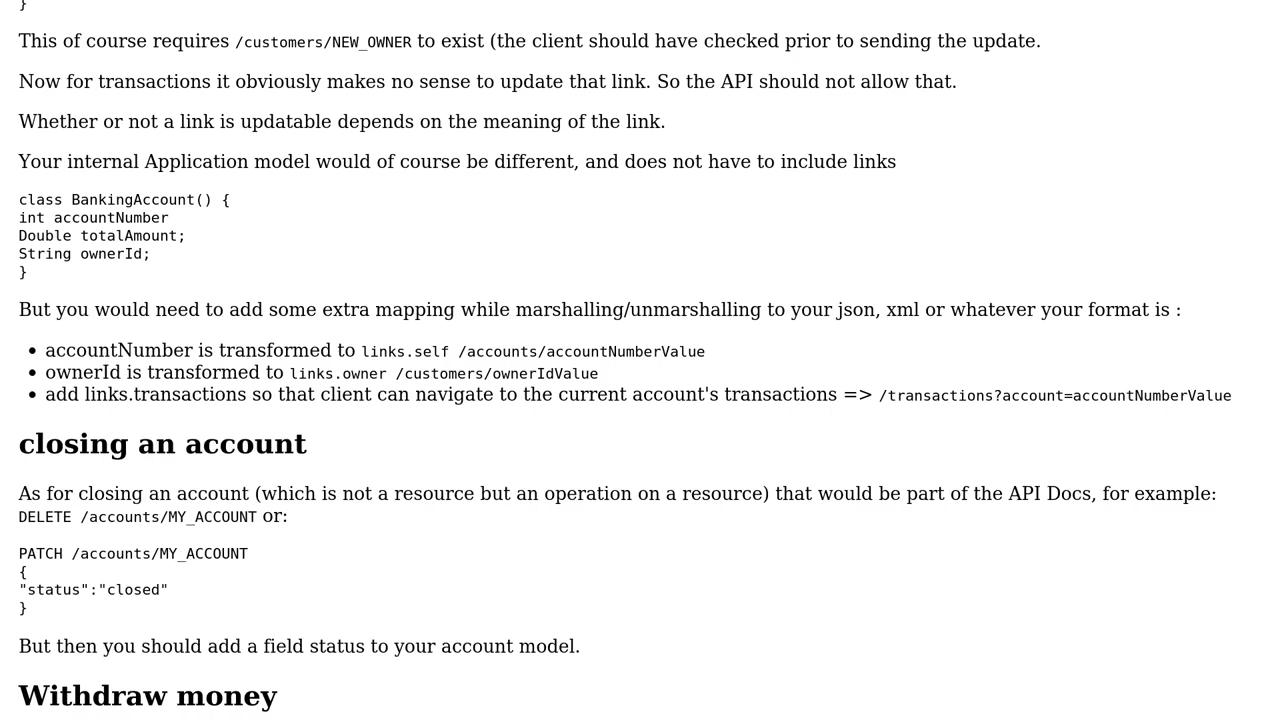 }
This of course requires /customers/NEW_OWNER to exist (the client should have checked prior to sending the update.
Now for transactions it obviously makes no sense to update that link. So the API should not allow that.
Whether or not a link is updatable depends on the meaning of the link.
Your internal Application model would of course be different, and does not have to include links
class BankingAccount() {
int accountNumber
Double totalAmount;
String ownerId;
}
But you would need to add some extra mapping while marshalling/unmarshalling to your json, xml or whatever your format is :
• accountNumber is transformed to links.self /accounts/accountNumberValue
• ownerId is transformed to links.owner /customers/ownerIdValue
• add links.transactions so that client can navigate to the current account's transactions => /transactions?account=accountNumberValue
closing an account
As for closing an account (which is not a resource but an operation on a resource) that would be part of the API Docs, for example:
DELETE /accounts/MY_ACCOUNT or:
PATCH /accounts/MY_ACCOUNT
{
"status":"closed"
}
But then you should add a field status to your account model.
Withdraw money